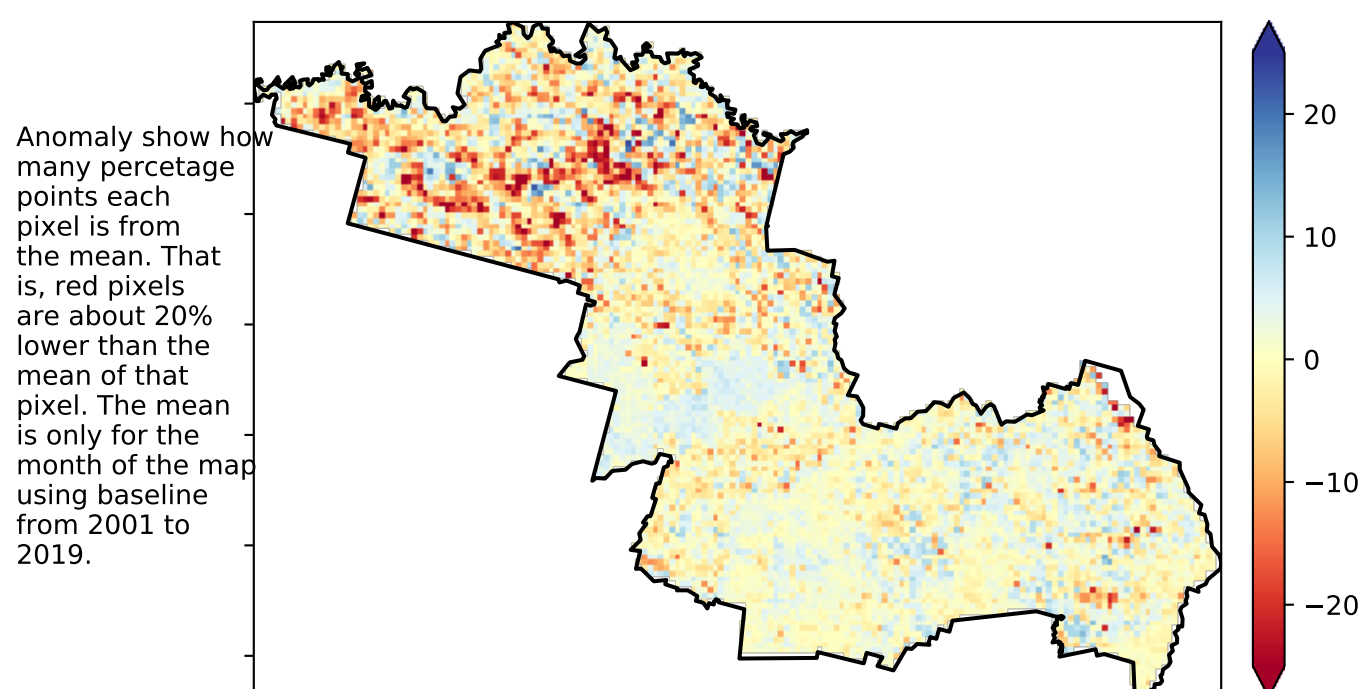 Anomaly show how
many percetage
points each
pixel is from
the mean. That
is, red pixels
are about 20%
lower than the
mean of that
pixel. The mean
is only for the
month of the map
using baseline
from 2001 to
2019.
20
10
0
−10
−20